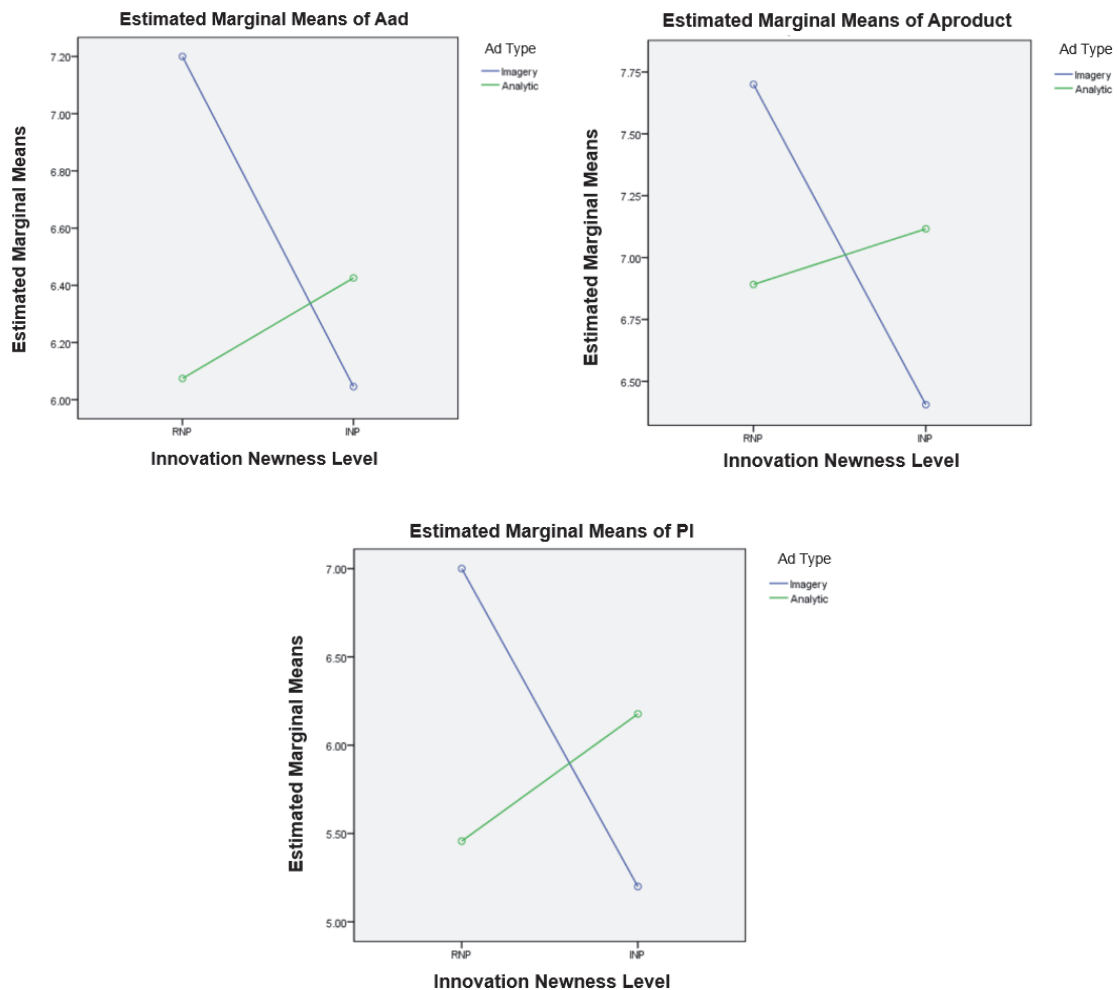 Estimated Marginal Means of Aad
Ad Type
Imagery
Analytic
Estimated Marginal Means
7.20
7.00
6.80
6.60
6.40
6.20
6.00
RNP
INP
Innovation Newness Level
Estimated Marginal Means of Aproduct
Ad Type
Imagery
Analytic
Estimated Marginal Means
7.75
7.50
7.25
7.00
6.75
6.50
RNP
INP
Innovation Newness Level
Estimated Marginal Means of PI
Ad Type
Imagery
Analytic
Estimated Marginal Means
7.00
6.50
6.00
5.50
5.00
RNP
INP
Innovation Newness Level